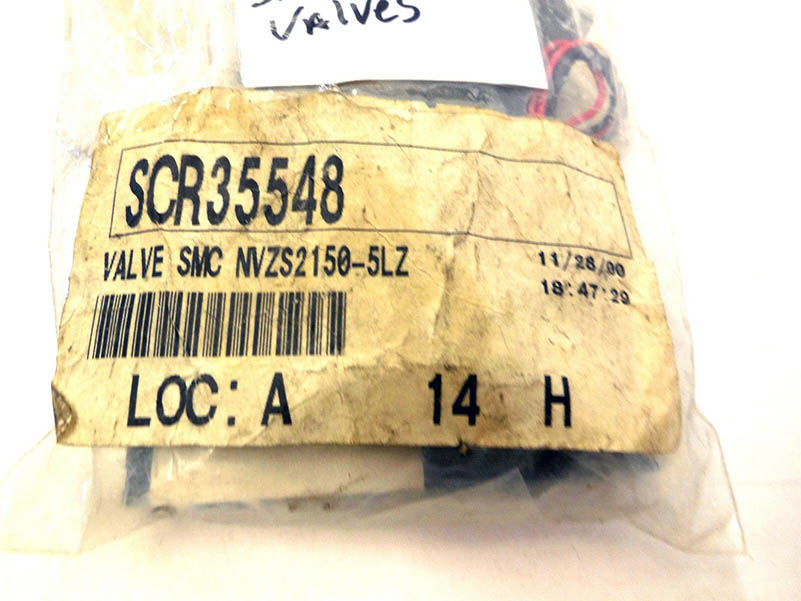 Valves
SCR35548
VALVE SMC NVZS2150-5LZ
11/28/00
18:47:29
LOC: A 14 H